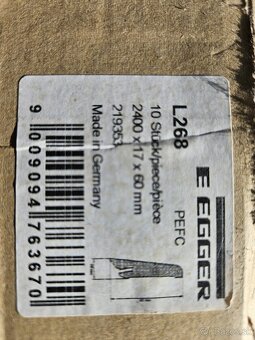 L268
E EGGER
10 Stück/piece/pièce
2400 x 17 x 60 mm
219353
Made in Germany
PEFC
9 009094 763670